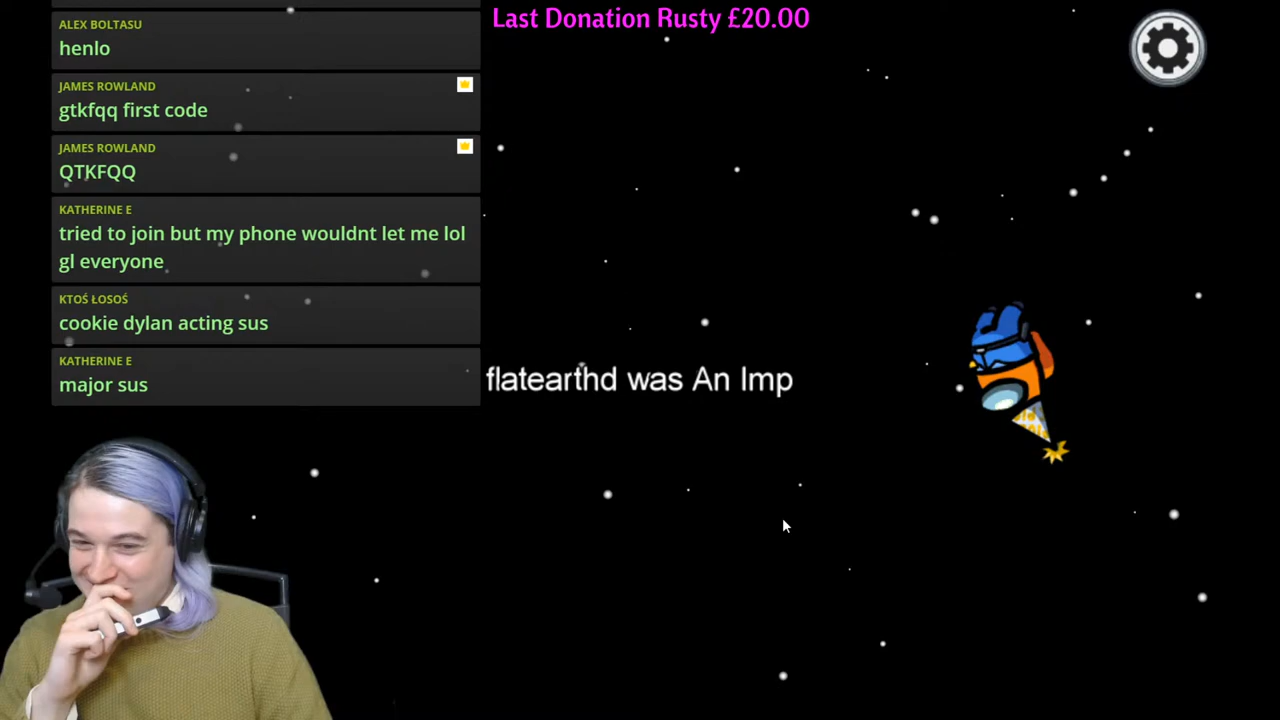 Last Donation Rusty £20.00
ALEX BOLTASU
henlo
JAMES ROWLAND
gtkfqq first code
JAMES ROWLAND
QTKFQQ
KATHERINE E
tried to join but my phone wouldnt let me lol
gl everyone
KTOŚ ŁOSOŚ
cookie dylan acting sus
KATHERINE E
major sus
flatearthd was An Imp